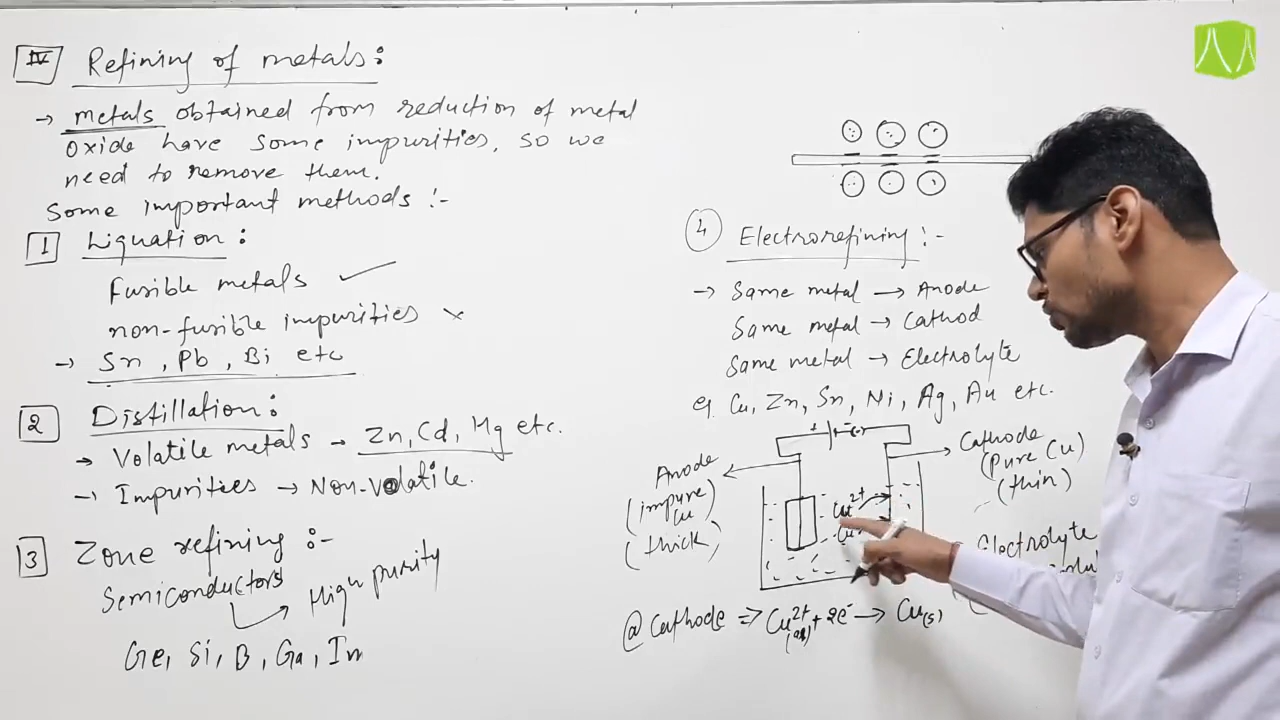 IV Refining of metals:
→ metals obtained from reduction of metal
oxide have some impurities, so we
need to remove them.
Some important methods :-
1 Liquation:
Fusible metals ✓
non-fusible impurities ×
→ Sn, Pb, Bi etc
2 Distillation:
→ Volatile metals → Zn, Cd, Hg etc.
→ Impurities → Non-Volatile.
3 Zone refining :-
Semiconductors → High purity
Ge, Si, B, Ga, In
4 Electrorefining :-
→ Same metal → Anode
Same metal → Cathod
Same metal → Electrolyte
eg. Cu, Zn, Sn, Ni, Ag, Au etc.
+ (-)
Anode
(impure
Cu
(thick)
Cu2+
Cathode
(Pure Cu)
(thin)
Electrolyte
@ Cathode => Cu2+(aq) + 2e- → Cu(s)